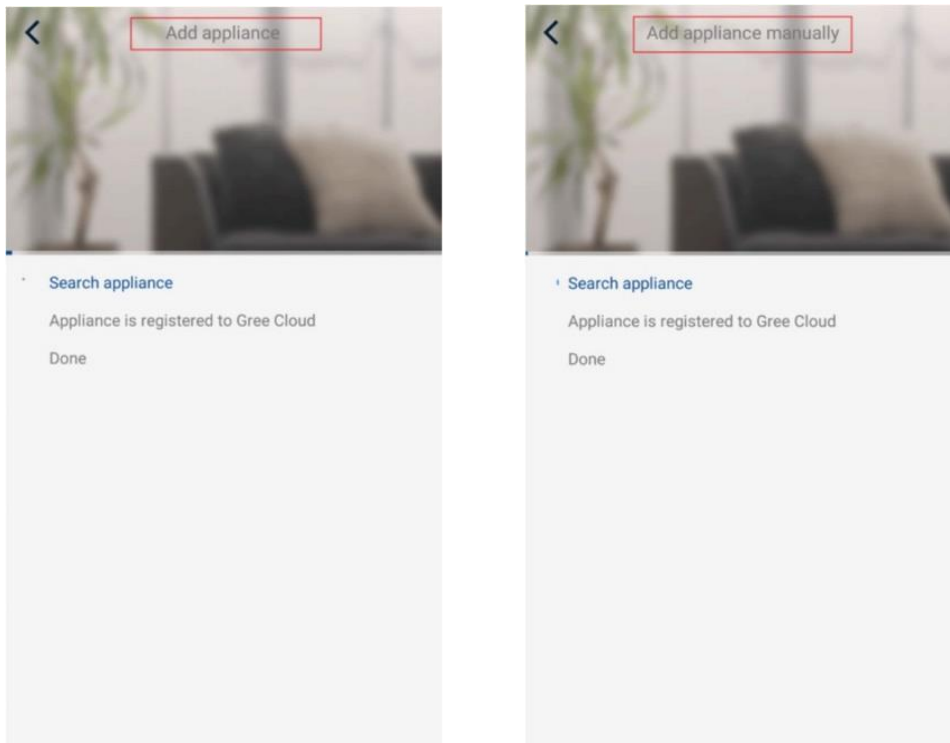 Add appliance
Search appliance
Appliance is registered to Gree Cloud
Done
Add appliance manually
Search appliance
Appliance is registered to Gree Cloud
Done